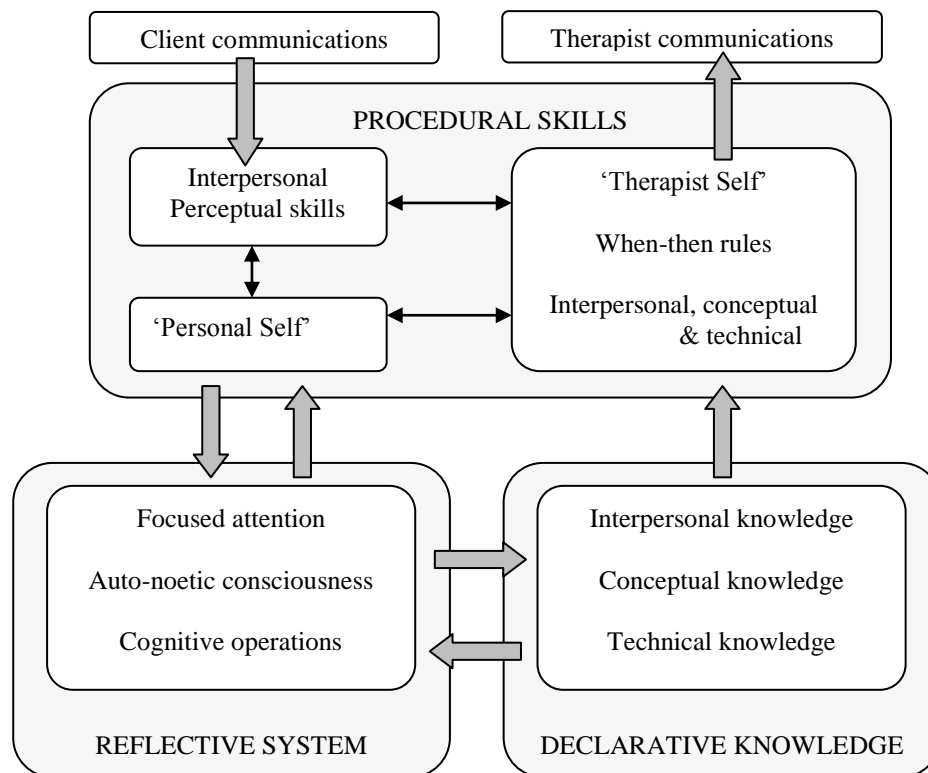 Client communications
Therapist communications
PROCEDURAL SKILLS
Interpersonal
Perceptual skills
‘Personal Self’
‘Therapist Self’
When-then rules
Interpersonal, conceptual
& technical
Focused attention
Auto-noetic consciousness
Cognitive operations
REFLECTIVE SYSTEM
Interpersonal knowledge
Conceptual knowledge
Technical knowledge
DECLARATIVE KNOWLEDGE